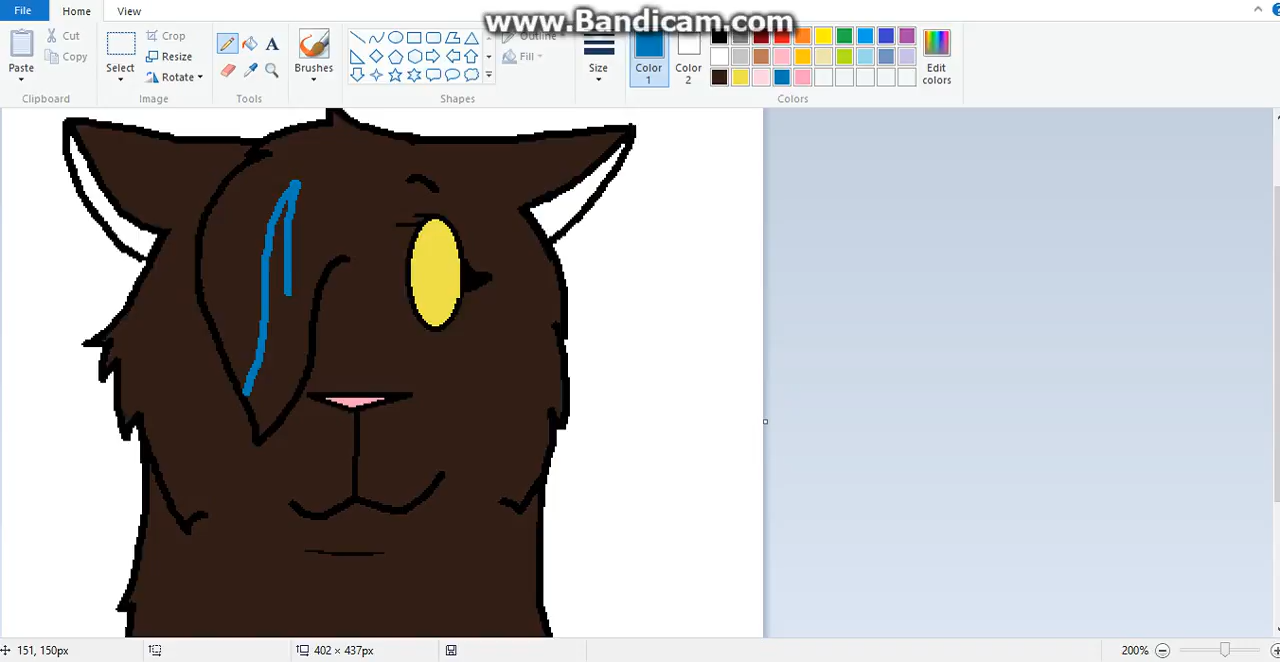 www.Bandicam.com
File Home View
Cut
Copy
Paste
Clipboard
Select
Crop
Resize
Rotate
Image
Tools
Brushes
Outline
Fill
Shapes
Size
Color 1
Color 2
Edit colors
Colors
151, 150px
402 × 437px
200%